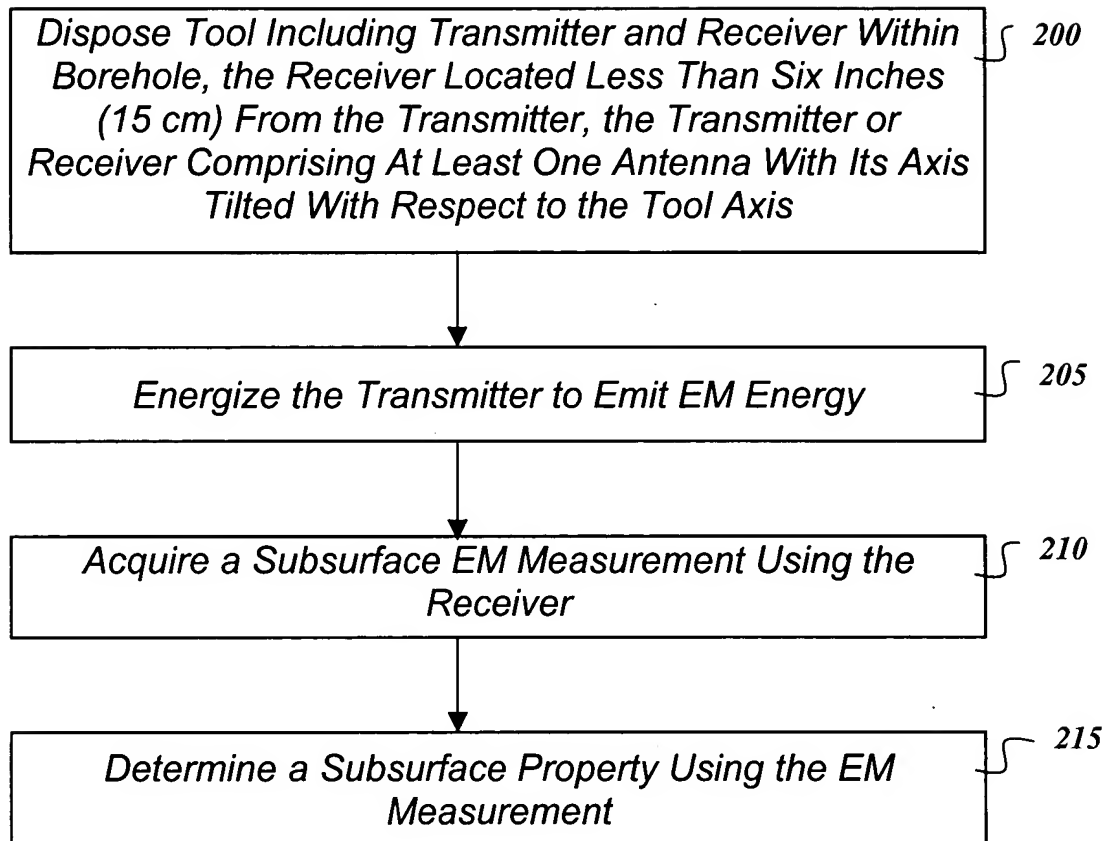 Dispose Tool Including Transmitter and Receiver Within
200
Borehole, the Receiver Located Less Than Six Inches
(15 cm) From the Transmitter, the Transmitter or
Receiver Comprising At Least One Antenna With Its Axis
Tilted With Respect to the Tool Axis
Energize the Transmitter to Emit EM Energy
205
Acquire a Subsurface EM Measurement Using the
210
Receiver
Determine a Subsurface Property Using the EM
215
Measurement